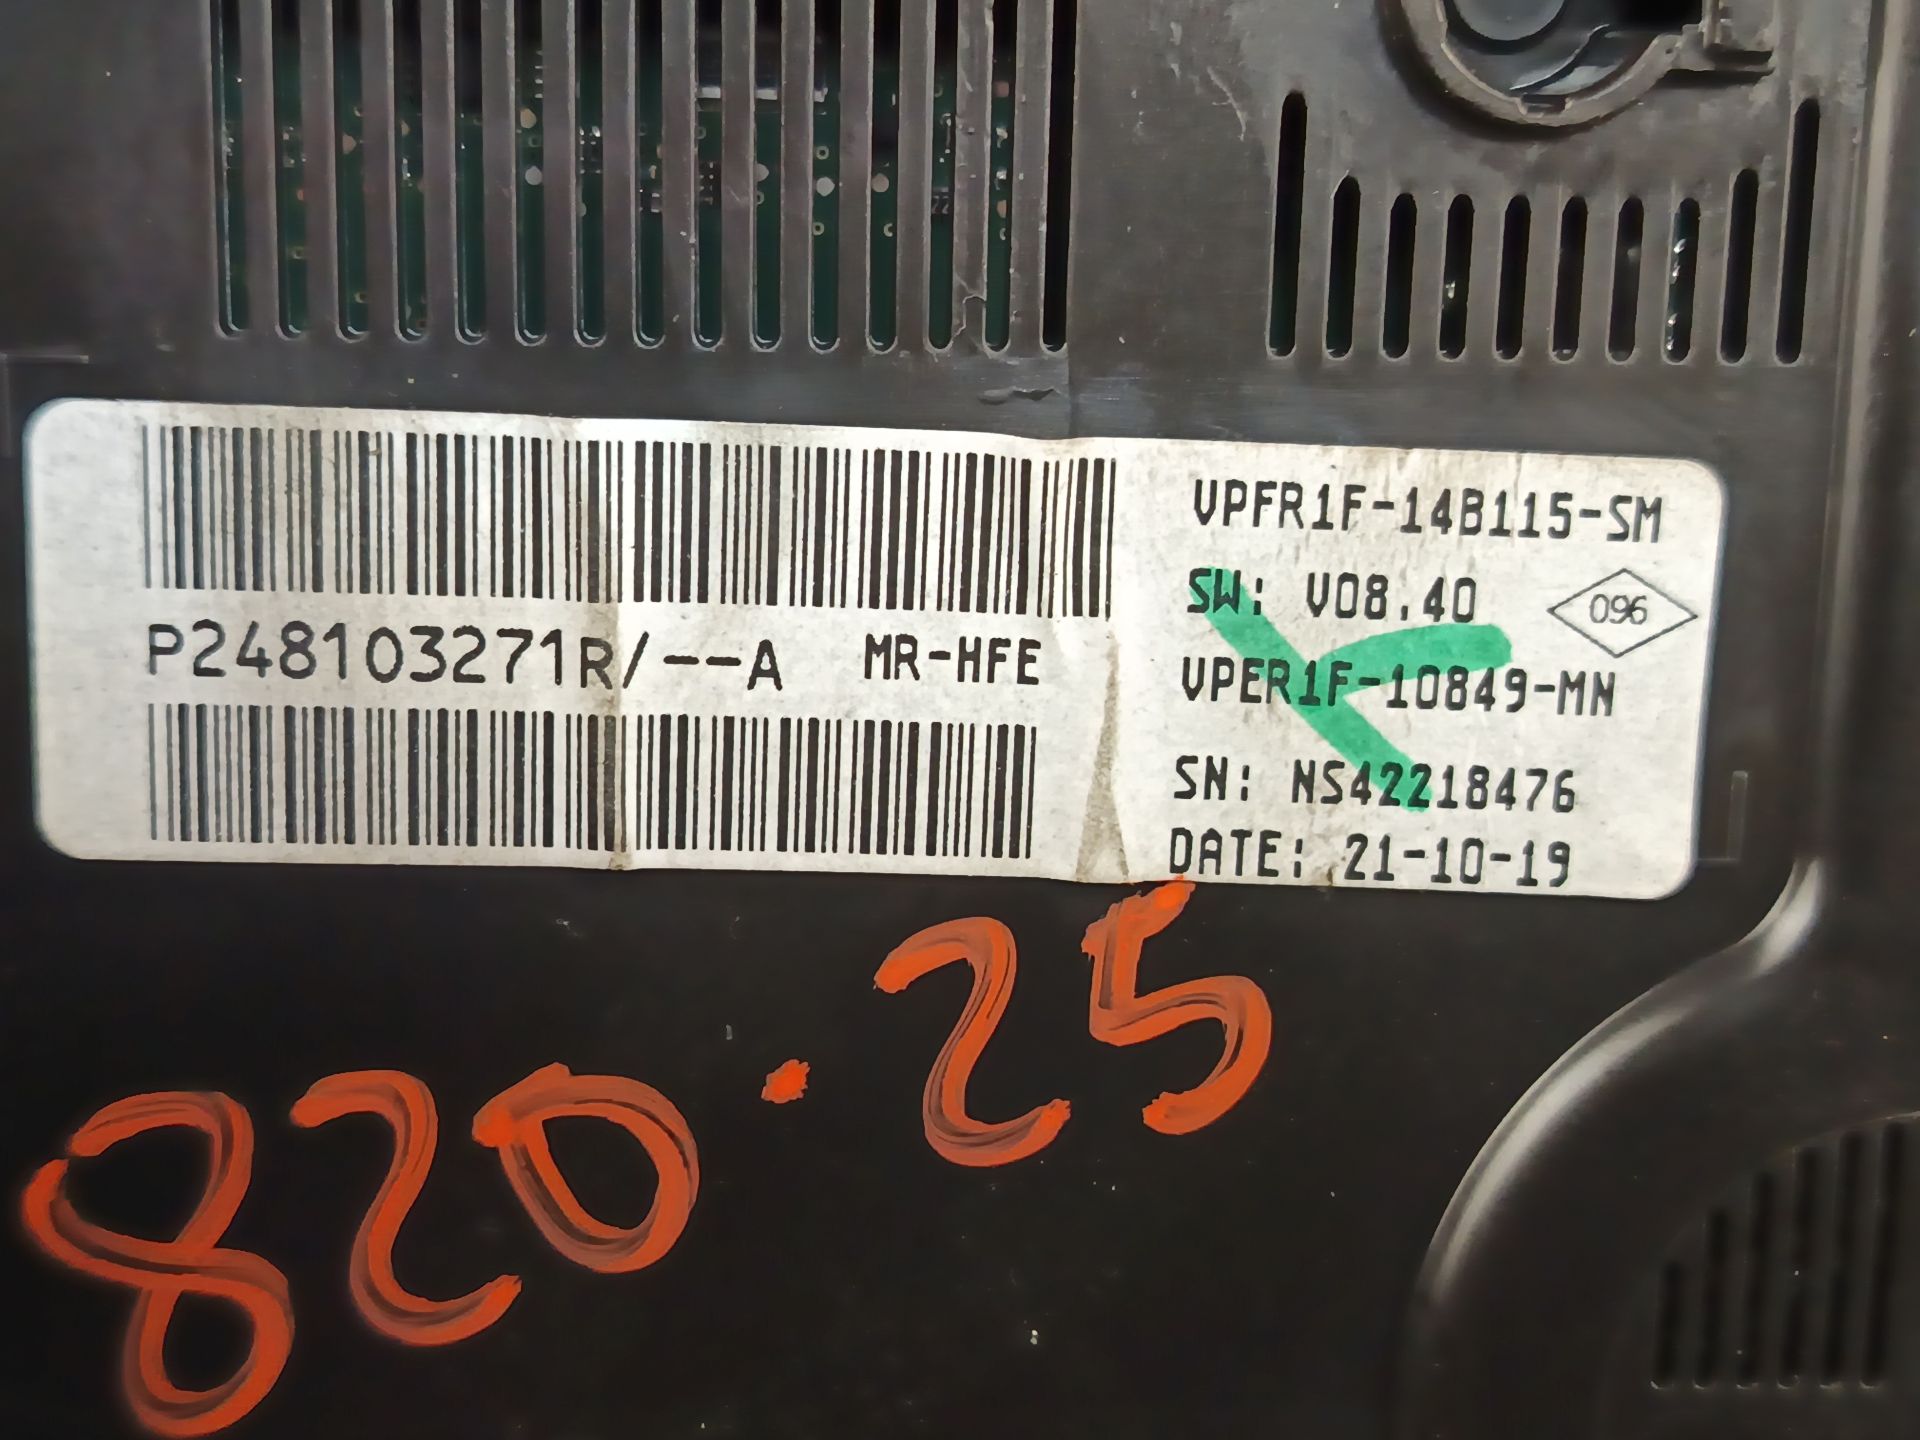 VPFR1F-14B115-SM
SW: V08.40
096
P248103271R/--A MR-HFE
VPER1F-10849-MN
SN: NS42218476
DATE: 21-10-19
820.25